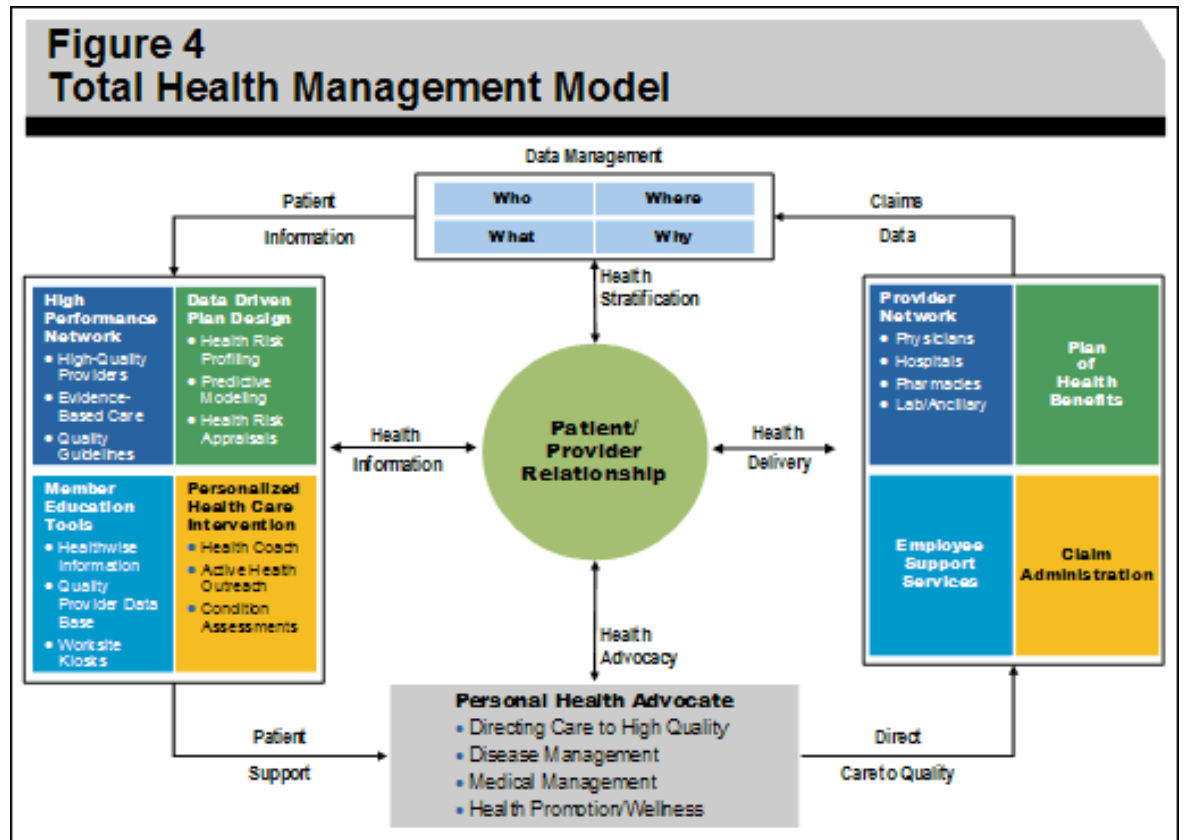 Figure 4
Total Health Management Model
Data Management
Who
Where
What
Why
Patient
Information
Claims
Data
Health
Stratification
High
Performance
Network
• High-Quality
Providers
• Evidence-
Based Care
• Quality
Guidelines
Data Driven
Plan Design
• Health Risk
Profiling
• Predictive
Modeling
• Health Risk
Appraisals
Member
Education
Tools
• Healthwise
Information
• Quality
Provider Data
Base
• Worksite
Kiosks
Personalized
Health Care
Intervention
• Health Coach
• Active Health
Outreach
• Condition
Assessments
Health
Information
Patient/
Provider
Relationship
Health
Delivery
Provider
Network
• Physicians
• Hospitals
• Pharmacies
• Lab/Ancillary
Plan
of
Health
Benefits
Employee
Support
Services
Claim
Administration
Health
Advocacy
Patient
Support
Personal Health Advocate
• Directing Care to High Quality
• Disease Management
• Medical Management
• Health Promotion/Wellness
Direct
Care to Quality